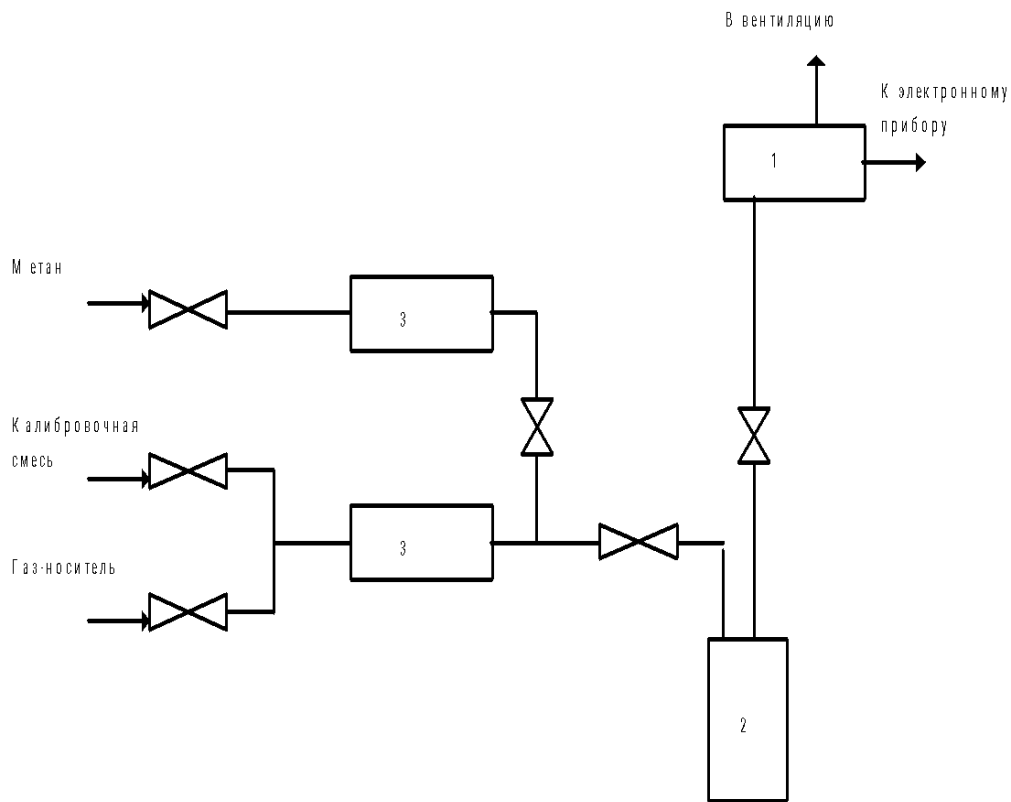 В вентиляцию
К электронному
прибору
1
Метан
3
Калибровочная
смесь
3
Газ-носитель
2